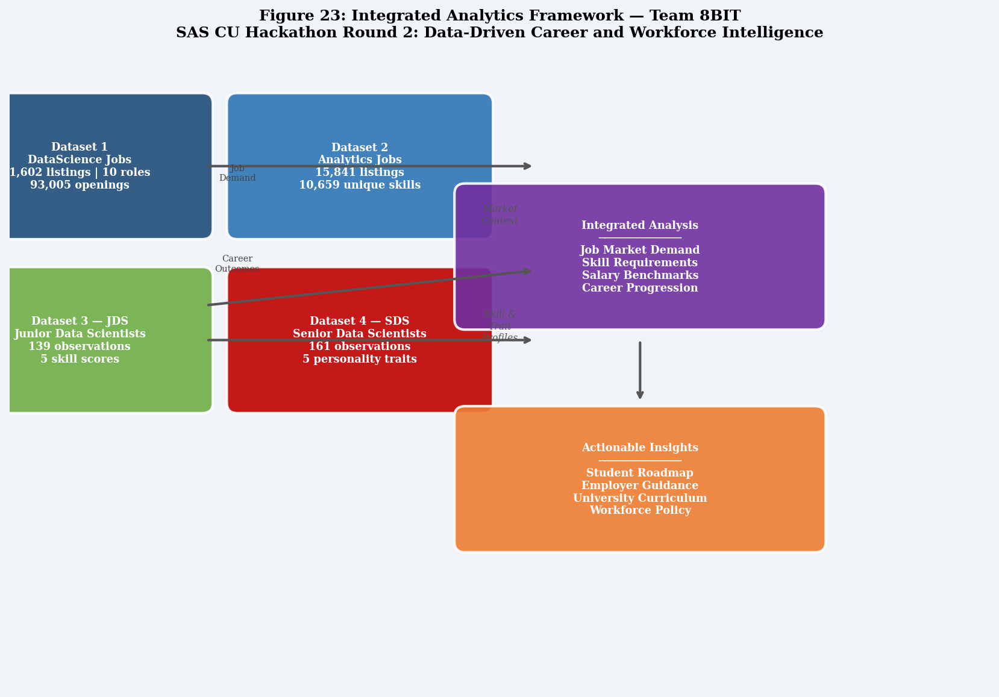 Figure 23: Integrated Analytics Framework — Team 8BIT
SAS CU Hackathon Round 2: Data-Driven Career and Workforce Intelligence
Dataset 1
DataScience Jobs
1,602 listings | 10 roles
93,005 openings
Job
Demand
Dataset 2
Analytics Jobs
15,841 listings
10,659 unique skills
Market
Context
Career
Outcomes
Dataset 3 — JDS
Junior Data Scientists
139 observations
5 skill scores
Dataset 4 — SDS
Senior Data Scientists
161 observations
5 personality traits
Skill &
Trait
Profiles
Integrated Analysis
Job Market Demand
Skill Requirements
Salary Benchmarks
Career Progression
Actionable Insights
Student Roadmap
Employer Guidance
University Curriculum
Workforce Policy